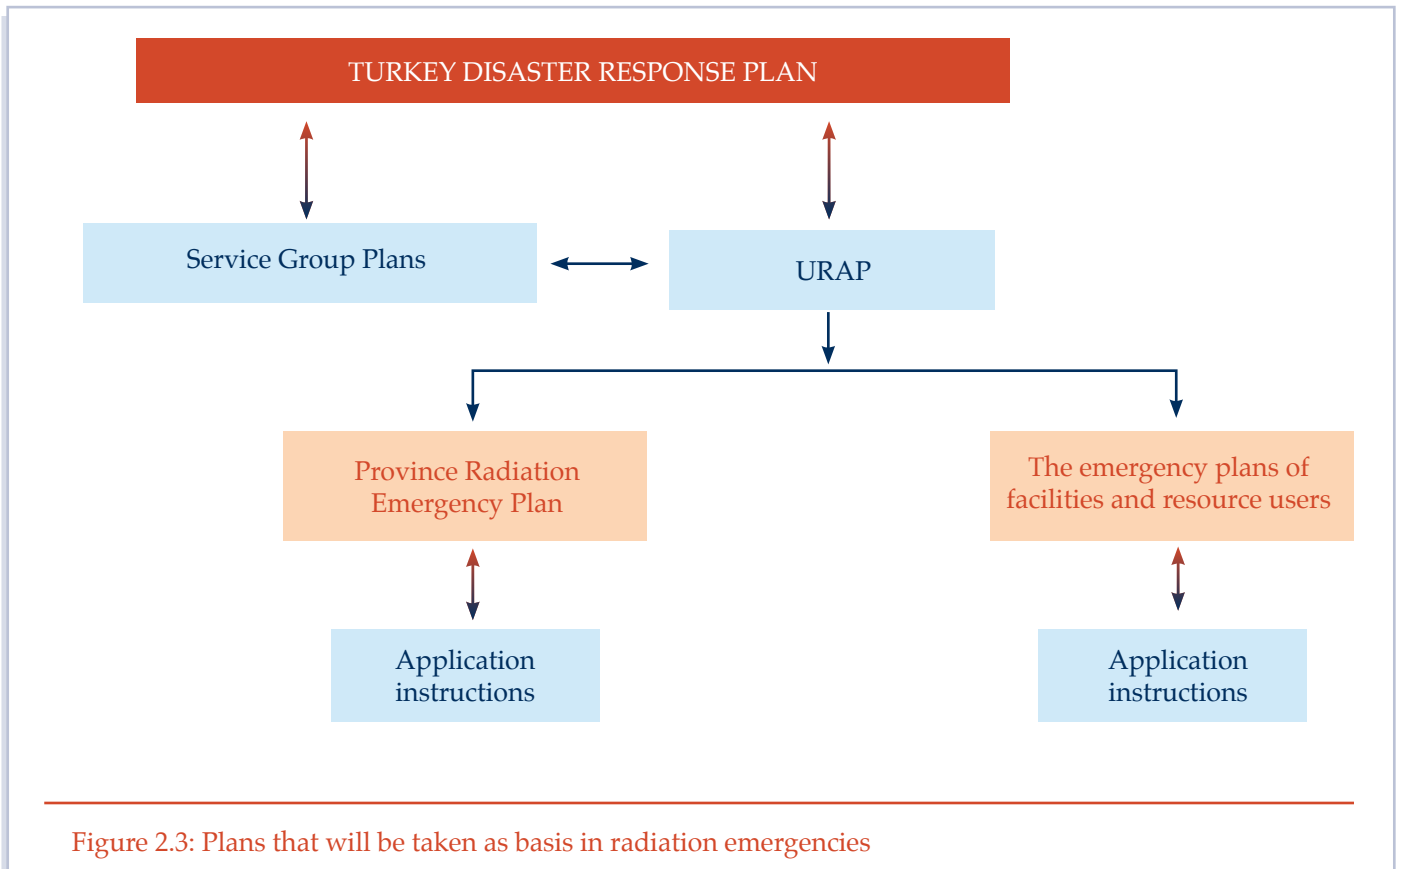 TURKEY DISASTER RESPONSE PLAN
Service Group Plans
URAP
Province Radiation
Emergency Plan
The emergency plans of
facilities and resource users
Application
instructions
Application
instructions
Figure 2.3: Plans that will be taken as basis in radiation emergencies